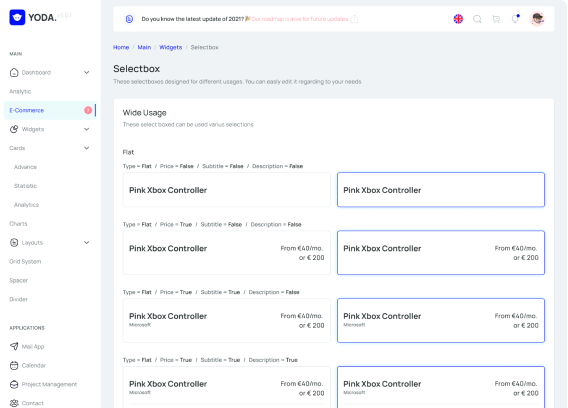 YODA.
Do you know the latest update of 2021? 🎉 Our roadmap is alive for future updates
MAIN
Dashboard
Analytic
E-Commerce
Widgets
Cards
Advance
Statistic
Analytics
Charts
Layouts
Grid System
Spacer
Divider
APPLICATIONS
Mail App
Calendar
Project Management
Contact
Home / Main / Widgets / Selectbox
Selectbox
These selectboxes designed for different usages. You can easily edit it regarding to your needs.
Wide Usage
These select boxed can be used varius selections
Flat
Type = Flat / Price = False / Subtitle = False / Description = False
Pink Xbox Controller
Pink Xbox Controller
Type = Flat / Price = True / Subtitle = False / Description = False
Pink Xbox Controller From €40/mo.
or € 200
Pink Xbox Controller From €40/mo.
or € 200
Type = Flat / Price = True / Subtitle = True / Description = False
Pink Xbox Controller From €40/mo.
Microsoft or € 200
Pink Xbox Controller From €40/mo.
Microsoft or € 200
Type = Flat / Price = True / Subtitle = True / Description = True
Pink Xbox Controller From €40/mo.
Microsoft or € 200
Pink Xbox Controller From €40/mo.
Microsoft or € 200